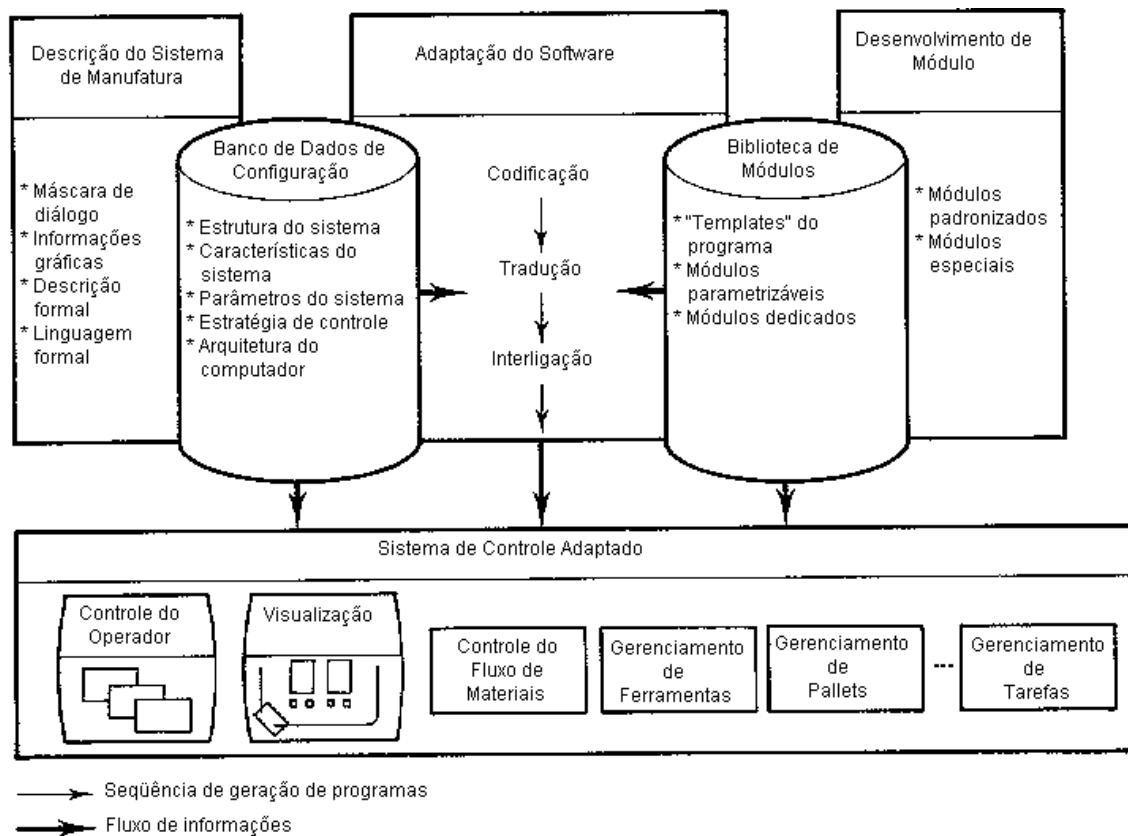 Descrição do Sistema
de Manufatura
Adaptação do Software
Desenvolvimento de
Módulo
* Máscara de
diálogo
* Informações
gráficas
* Descrição
formal
* Linguagem
formal
Banco de Dados de
Configuração
* Estrutura do sistema
* Características do
sistema
* Parâmetros do sistema
* Estratégia de controle
* Arquitetura do
computador
Codificação
Tradução
Interligação
Biblioteca de
Módulos
* "Templates" do
programa
* Módulos
parametrizáveis
* Módulos dedicados
* Módulos
padronizados
* Módulos
especiais
Sistema de Controle Adaptado
Controle do
Operador
Visualização
Controle do
Fluxo de
Materiais
Gerenciamento
de
Ferramentas
Gerenciamento
de
Pallets
Gerenciamento
de
Tarefas
Seqüência de geração de programas
Fluxo de informações